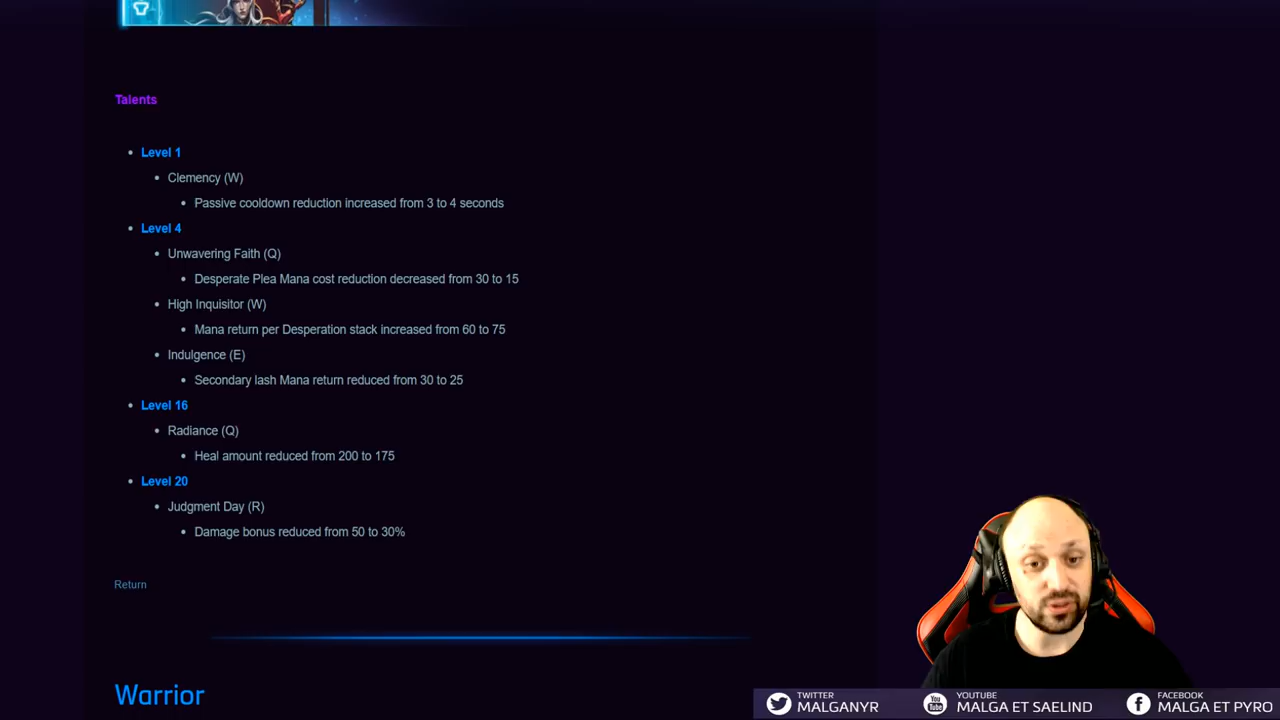 Talents
Level 1
Clemency (W)
Passive cooldown reduction increased from 3 to 4 seconds
Level 4
Unwavering Faith (Q)
Desperate Plea Mana cost reduction decreased from 30 to 15
High Inquisitor (W)
Mana return per Desperation stack increased from 60 to 75
Indulgence (E)
Secondary lash Mana return reduced from 30 to 25
Level 16
Radiance (Q)
Heal amount reduced from 200 to 175
Level 20
Judgment Day (R)
Damage bonus reduced from 50 to 30%
Return
Warrior
TWITTER
MALGANYR
YOUTUBE
MALGA ET SAELIND
FACEBOOK
MALGA ET PYRO